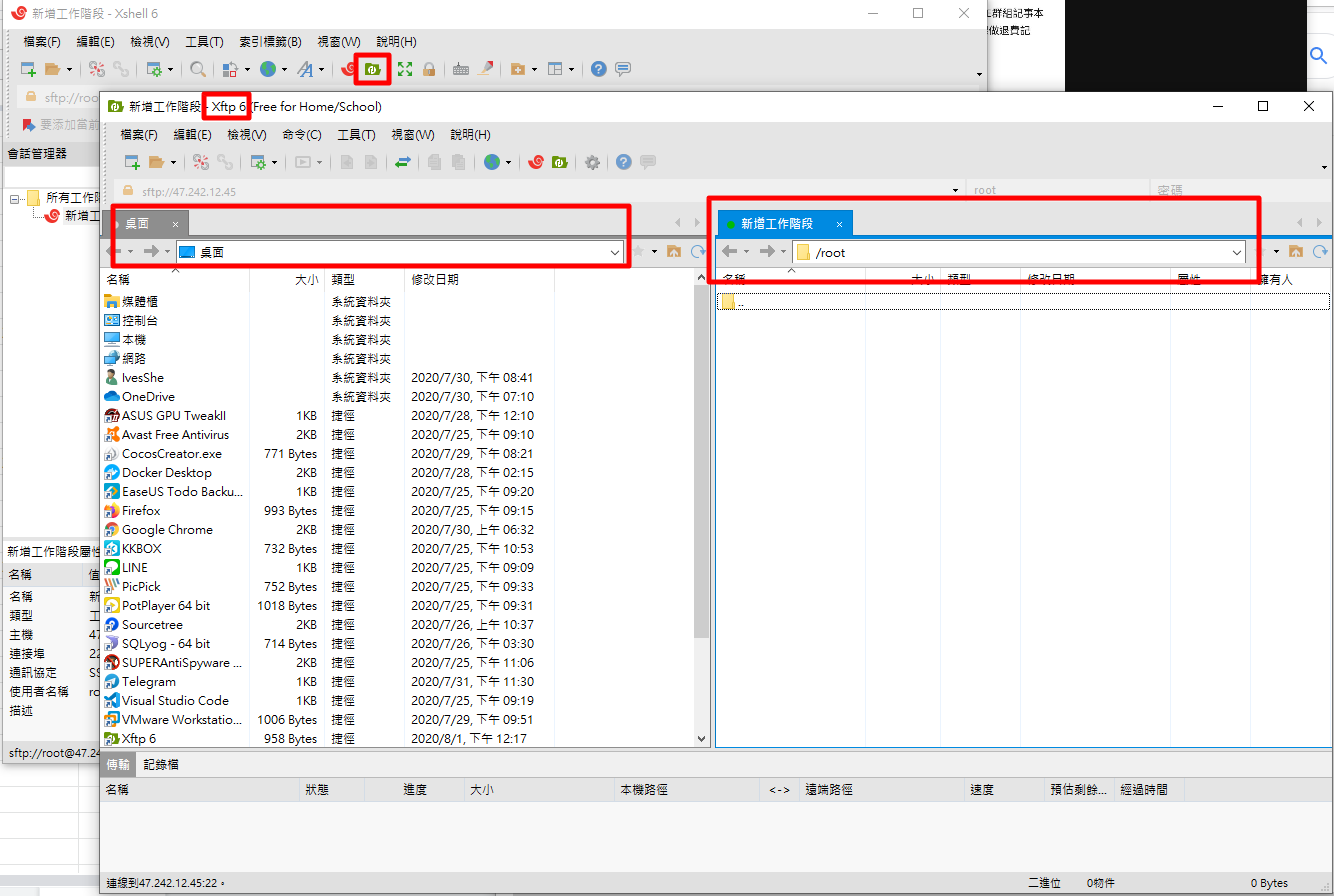 新增工作階段 - Xshell 6
檔案(F) 編輯(E) 檢視(V) 工具(T) 索引標籤(B) 視窗(W) 說明(H)
群組記事本
做退費記
sftp://roo
要添加當前
會話管理器
所有工作階
新增工
新增工作階段屬性
名稱 值
名稱 新
類型 工
主機 47
連接埠 22
通訊協定 SS
使用者名稱 ro
描述
sftp://root@47.24
新增工作階段 - Xftp 6 (Free for Home/School)
檔案(F) 編輯(E) 檢視(V) 命令(C) 工具(T) 視窗(W) 說明(H)
sftp://47.242.12.45 root 密碼
桌面 ×
桌面
名稱 大小 類型 修改日期
媒體櫃 系統資料夾
控制台 系統資料夾
本機 系統資料夾
網路 系統資料夾
IvesShe 系統資料夾 2020/7/30, 下午 08:41
OneDrive 系統資料夾 2020/7/30, 下午 07:10
ASUS GPU TweakII 1KB 捷徑 2020/7/28, 下午 12:10
Avast Free Antivirus 2KB 捷徑 2020/7/25, 下午 09:10
CocosCreator.exe 771 Bytes 捷徑 2020/7/29, 下午 08:21
Docker Desktop 2KB 捷徑 2020/7/28, 下午 02:15
EaseUS Todo Backu... 1KB 捷徑 2020/7/25, 下午 09:20
Firefox 993 Bytes 捷徑 2020/7/25, 下午 09:15
Google Chrome 2KB 捷徑 2020/7/30, 上午 06:32
KKBOX 732 Bytes 捷徑 2020/7/25, 下午 10:53
LINE 1KB 捷徑 2020/7/25, 下午 09:09
PicPick 752 Bytes 捷徑 2020/7/25, 下午 09:33
PotPlayer 64 bit 1018 Bytes 捷徑 2020/7/25, 下午 09:31
Sourcetree 2KB 捷徑 2020/7/26, 上午 10:37
SQLyog - 64 bit 714 Bytes 捷徑 2020/7/26, 下午 03:30
SUPERAntiSpyware ... 2KB 捷徑 2020/7/25, 下午 11:06
Telegram 1KB 捷徑 2020/7/31, 下午 11:30
Visual Studio Code 1KB 捷徑 2020/7/25, 下午 09:19
VMware Workstatio... 1006 Bytes 捷徑 2020/7/29, 下午 09:51
Xftp 6 958 Bytes 捷徑 2020/8/1, 下午 12:17
新增工作階段 ×
/root
名稱 大小 類型 修改日期 屬性 擁有人
..
傳輸 記錄檔
名稱 狀態 進度 大小 本機路徑 <-> 遠端路徑 速度 預估剩餘... 經過時間
連線到47.242.12.45:22。 二進位 0物件 0 Bytes